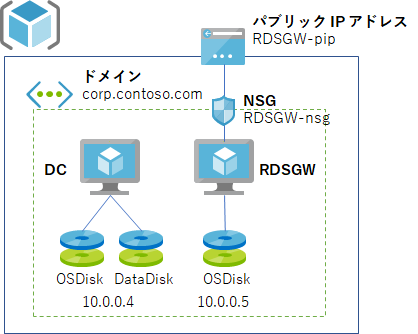 パブリック IP アドレス
RDSGW-pip
ドメイン
corp.contoso.com
NSG
RDSGW-nsg
DC
RDSGW
OSDisk
DataDisk
OSDisk
10.0.0.4
10.0.0.5